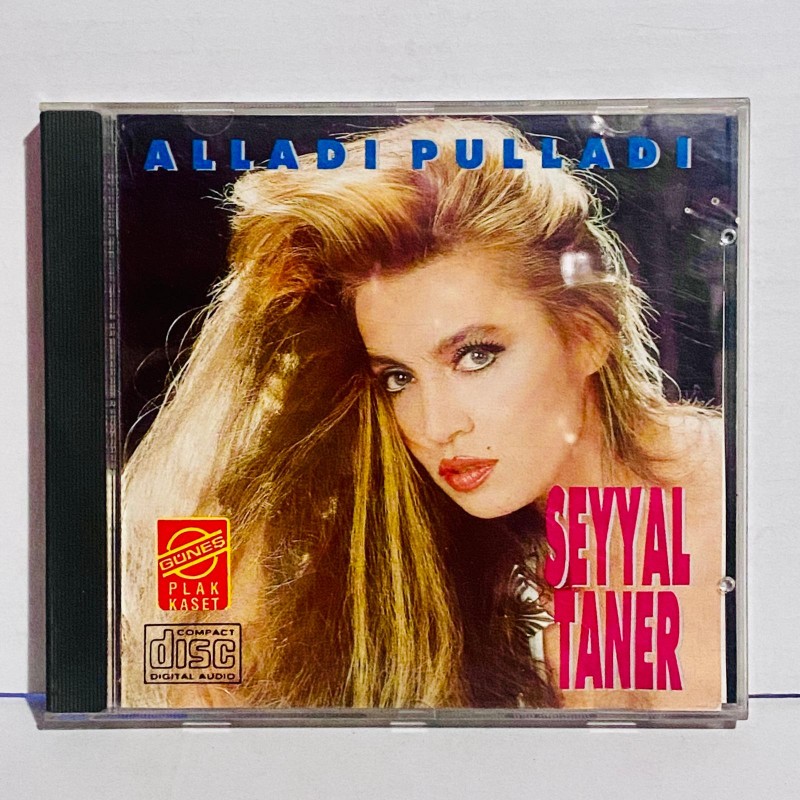 ALLADI PULLADI
SEYYAL
TANER
GÜNEŞ
PLAK
KASET
COMPACT
disc
DIGITAL AUDIO